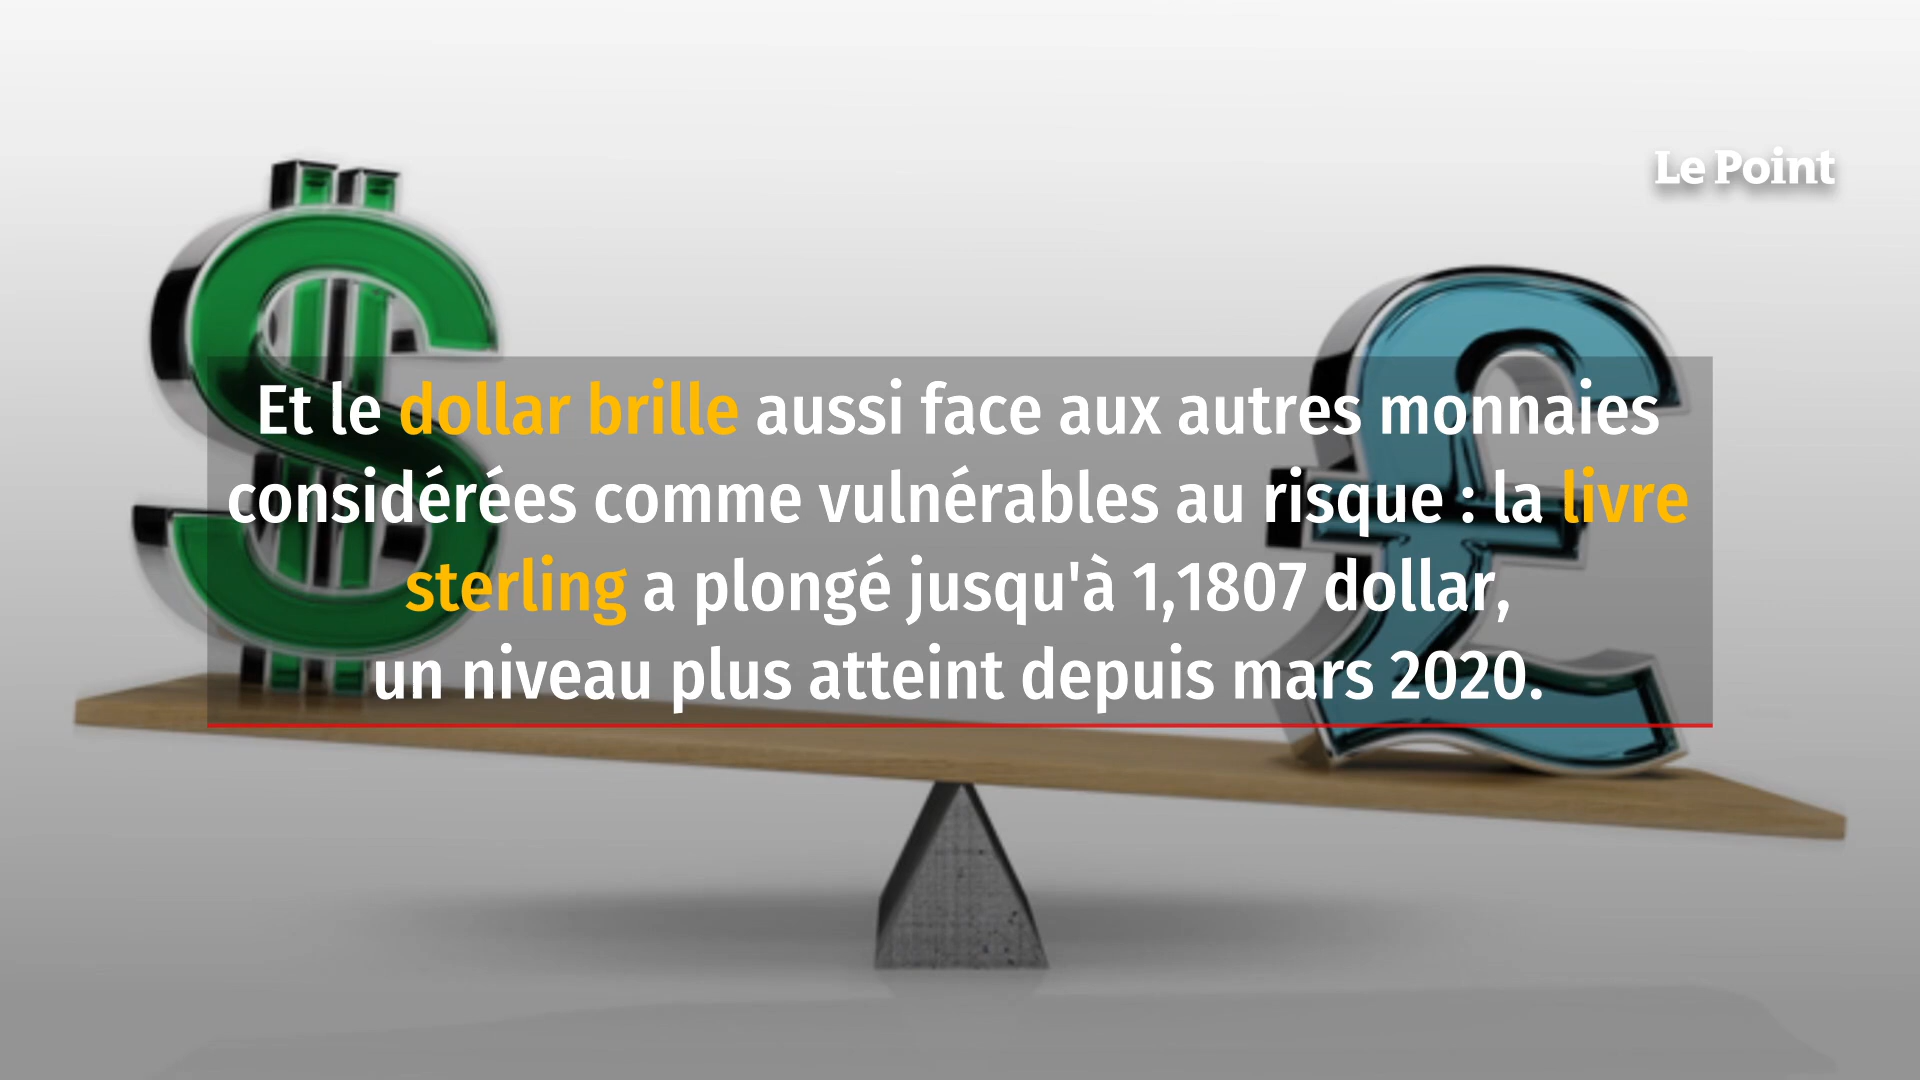 Le Point
Et le dollar brille aussi face aux autres monnaies
considérées comme vulnérables au risque : la livre
sterling a plongé jusqu'à 1,1807 dollar,
un niveau plus atteint depuis mars 2020.